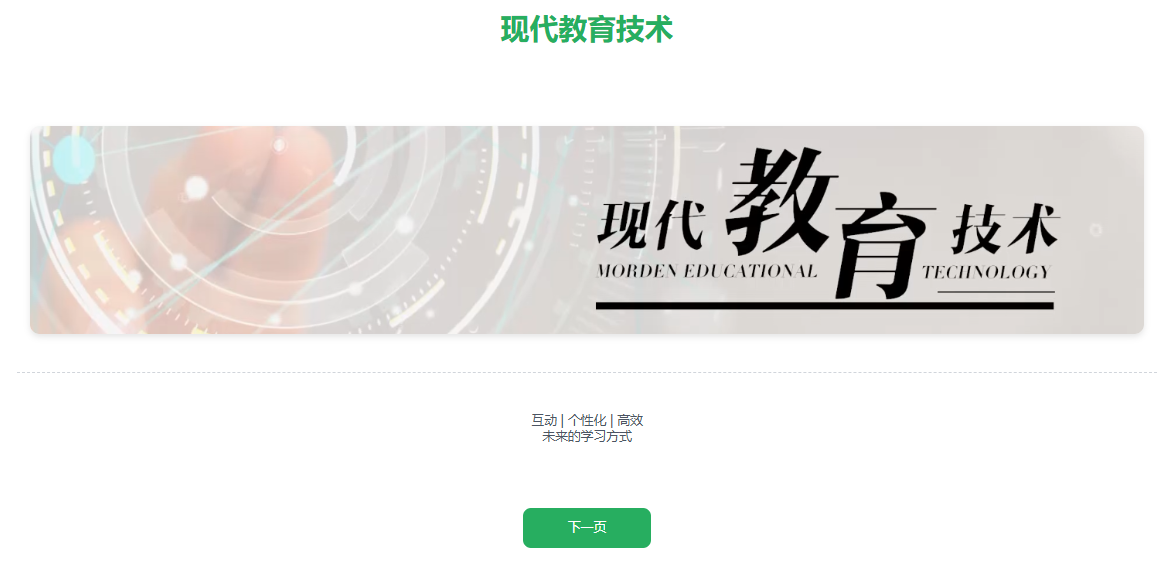 现代教育技术
现代教育技术
MORDEN EDUCATIONAL TECHNOLOGY
互动 | 个性化 | 高效
未来的学习方式
下一页